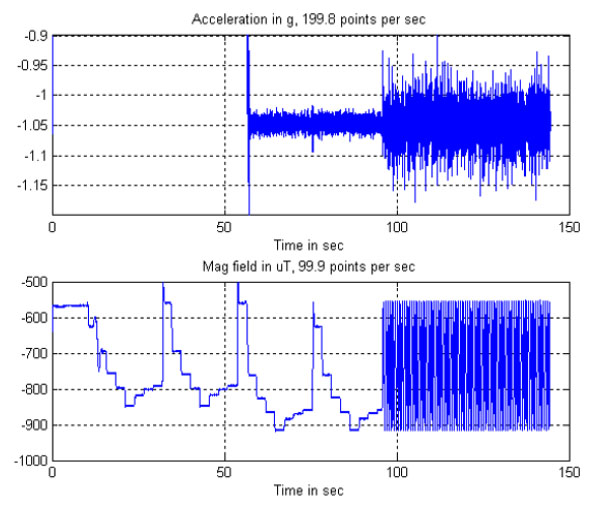 Acceleration in g, 199.8 points per sec
-0.9
-0.95
-1
-1.05
-1.1
-1.15
0 50 100 150
Time in sec
Mag field in uT, 99.9 points per sec
-500
-600
-700
-800
-900
-1000
0 50 100 150
Time in sec